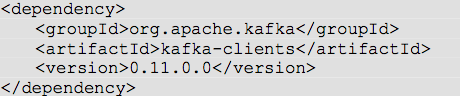 <dependency>
    <groupId>org.apache.kafka</groupId>
    <artifactId>kafka-clients</artifactId>
    <version>0.11.0.0</version>
</dependency>